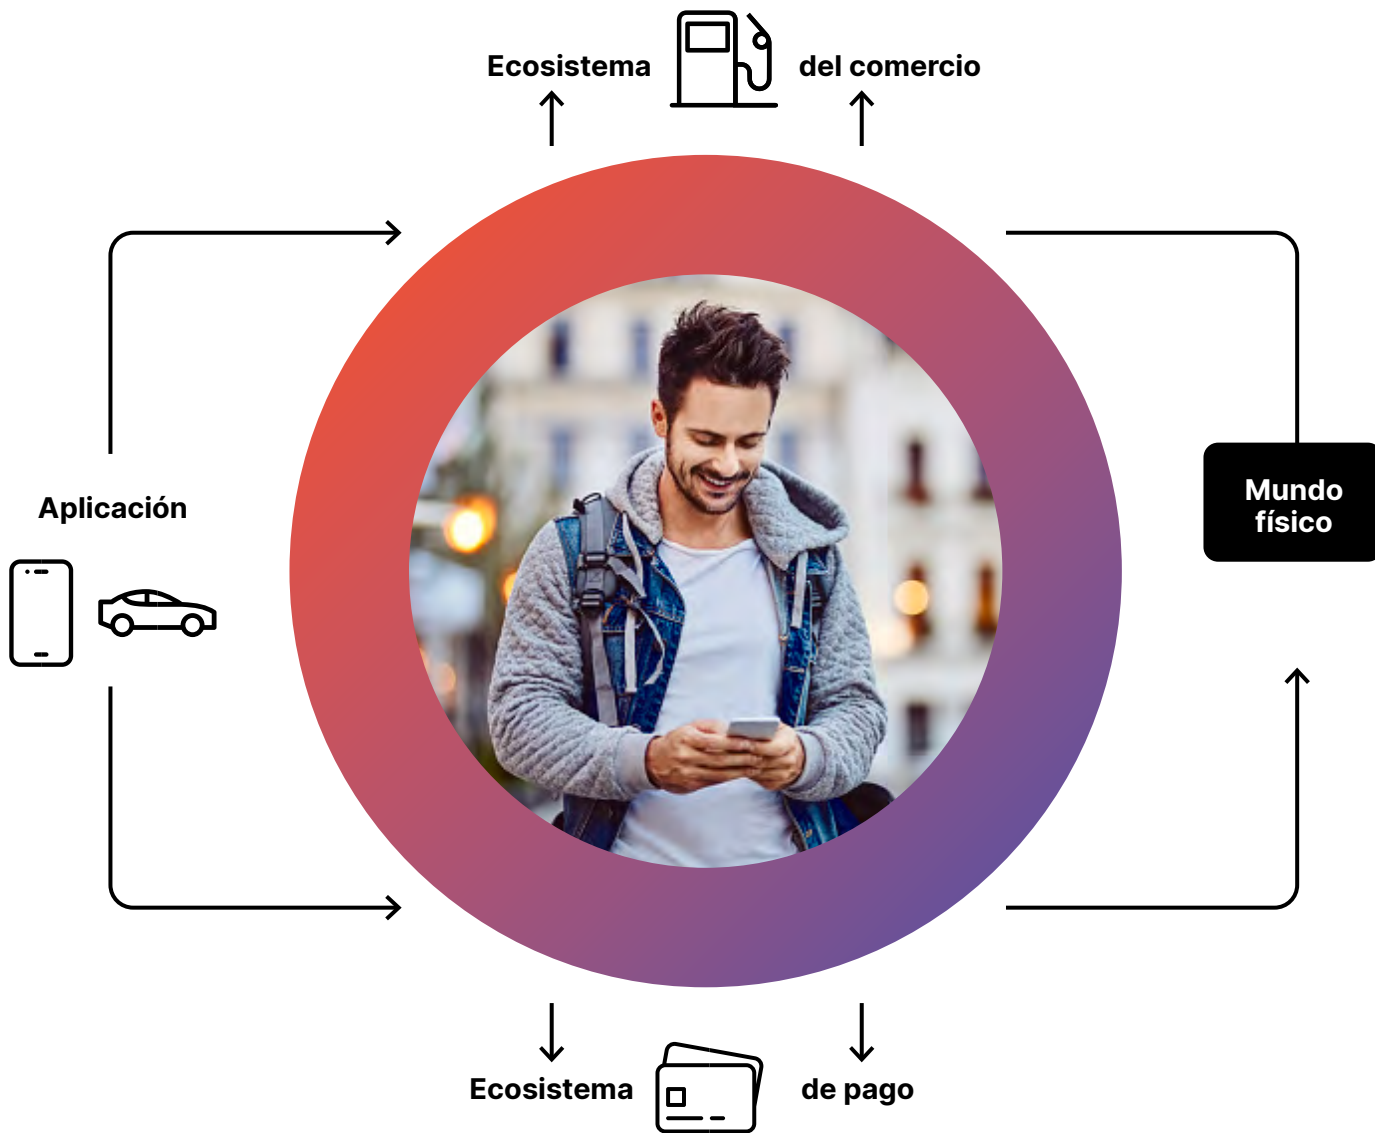 Ecosistema del comercio
Aplicación
Mundo
físico
Ecosistema de pago